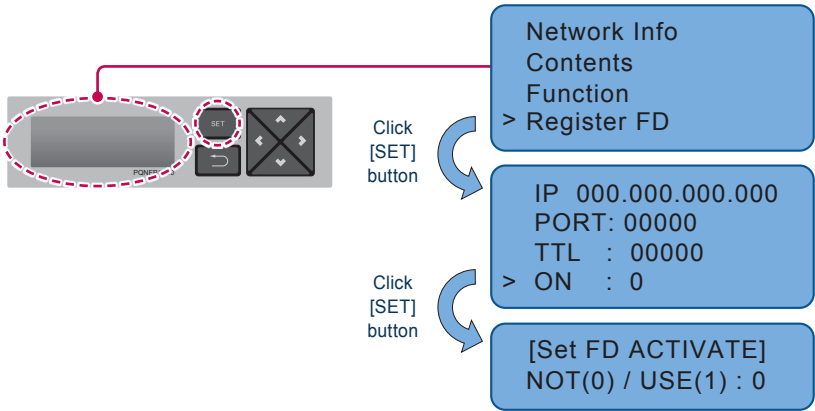 Network Info
Contents
Function
> Register FD
SET
Click
[SET]
button
IP 000.000.000.000
PORT: 00000
TTL : 00000
> ON : 0
Click
[SET]
button
[Set FD ACTIVATE]
NOT(0) / USE(1) : 0